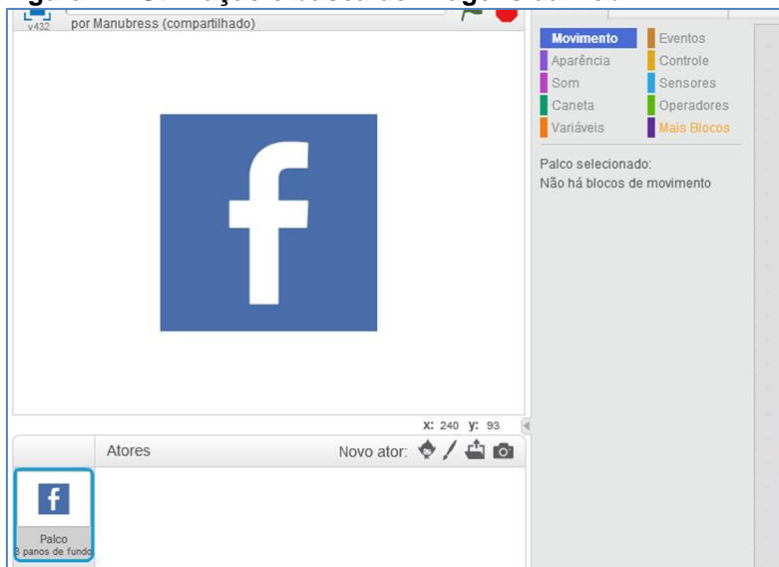 v432 por Manubress (compartilhado)
f
x: 240 y: 93
Atores
Novo ator:
f
Palco
3 panos de fundo
Movimento
Aparência
Som
Caneta
Variáveis
Eventos
Controle
Sensores
Operadores
Mais Blocos
Palco selecionado:
Não há blocos de movimento